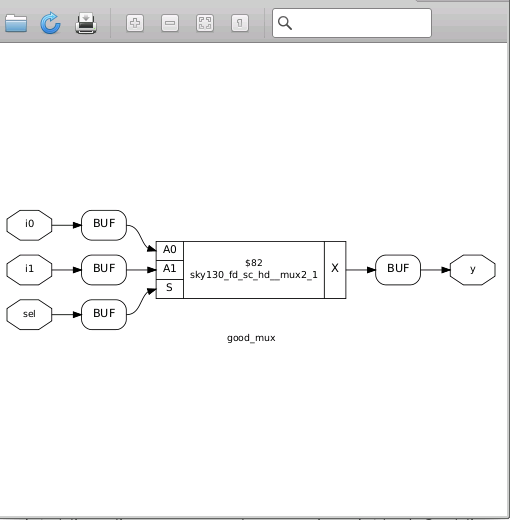 i0
BUF
i1
BUF
sel
BUF
A0
A1
S
$82
sky130_fd_sc_hd__mux2_1
X
BUF
y
good_mux